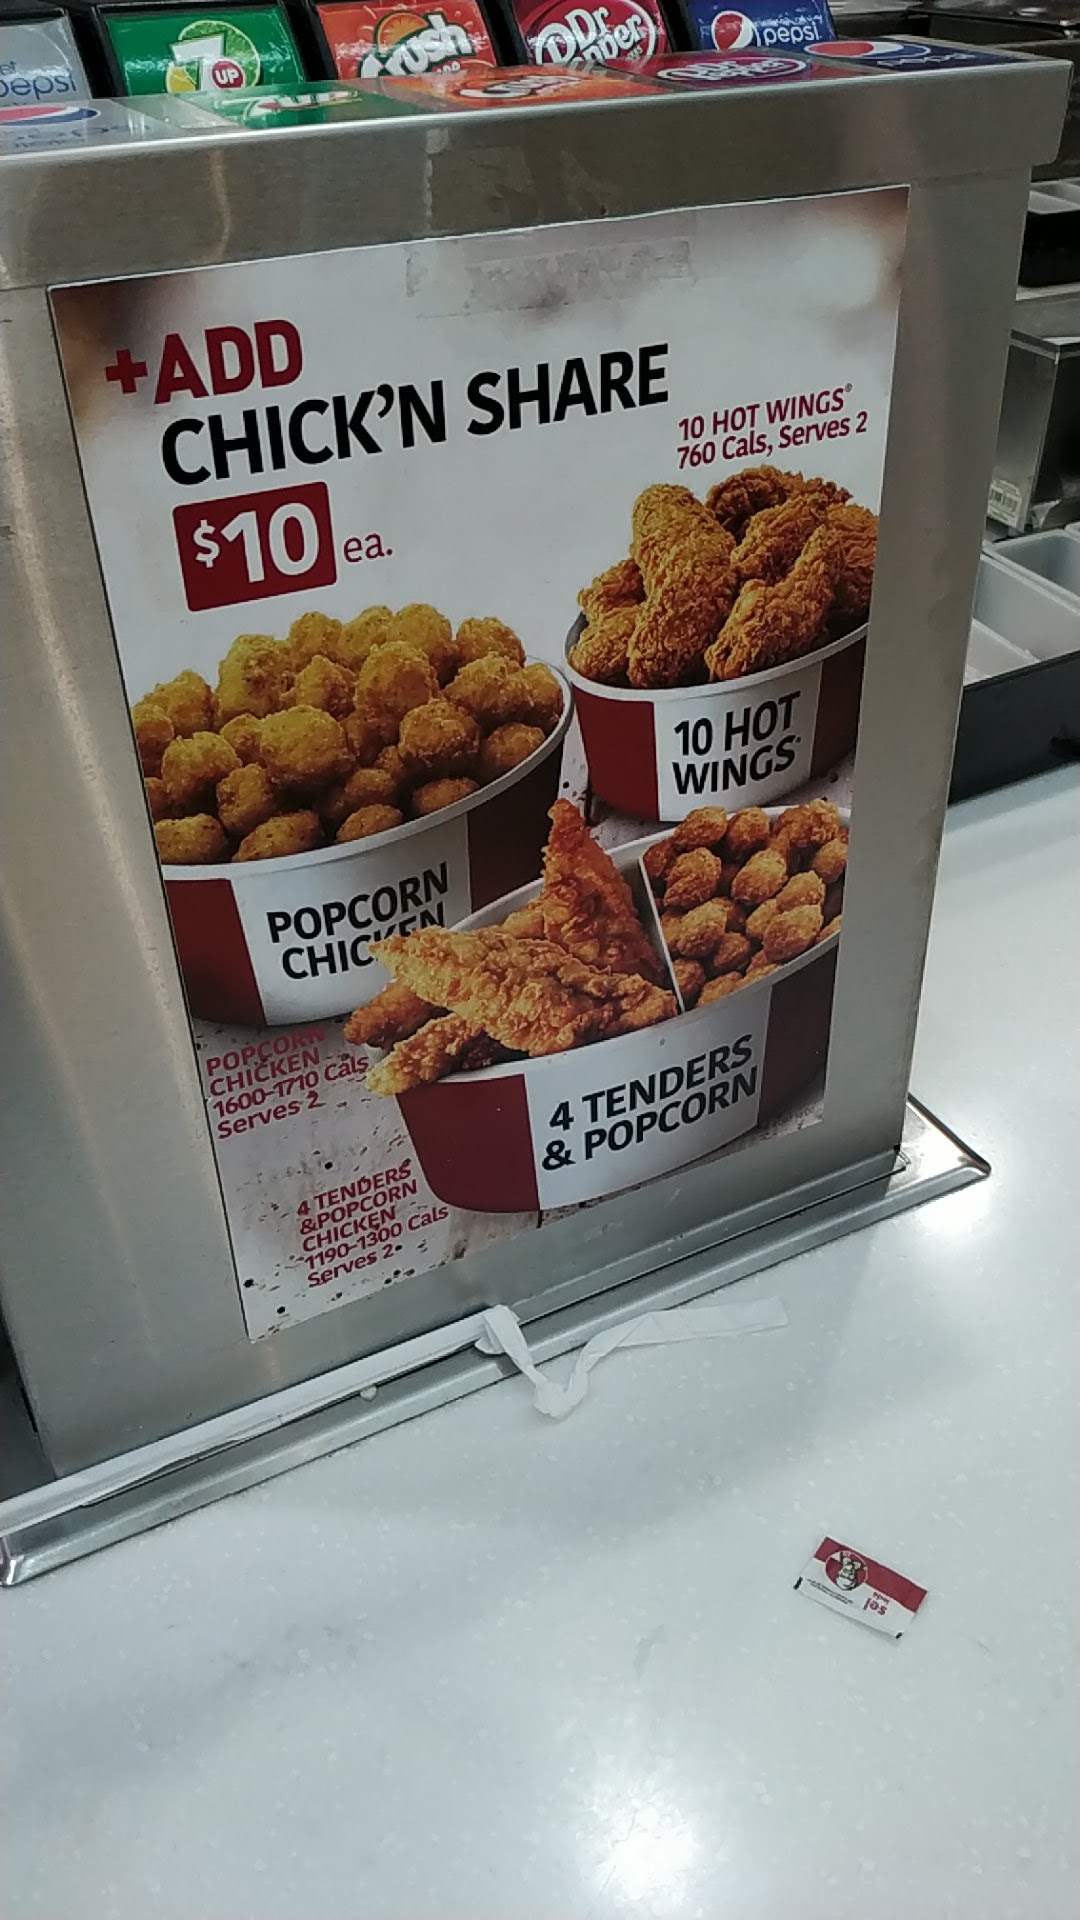 pepsi
7UP
Crush
Dr Pepper
pepsi
+ADD
CHICK'N SHARE
$10 ea.
10 HOT WINGS®
760 Cals, Serves 2
10 HOT
WINGS®
POPCORN
CHICKEN
4 TENDERS
& POPCORN
POPCORN
CHICKEN
1600-1710 Cals
Serves 2
4 TENDERS
&POPCORN
CHICKEN
1190-1300 Cals
Serves 2
sel